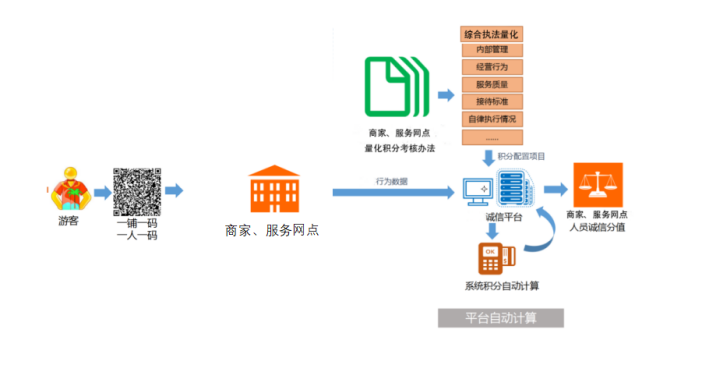 综合执法量化
内部管理
经营行为
服务质量
接待标准
自律执行情况
......
商家、服务网点
量化积分考核办法
积分配置项目
行为数据
游客
一铺一码
一人一码
商家、服务网点
诚信平台
商家、服务网点
人员诚信分值
OK
系统积分自动计算
平台自动计算